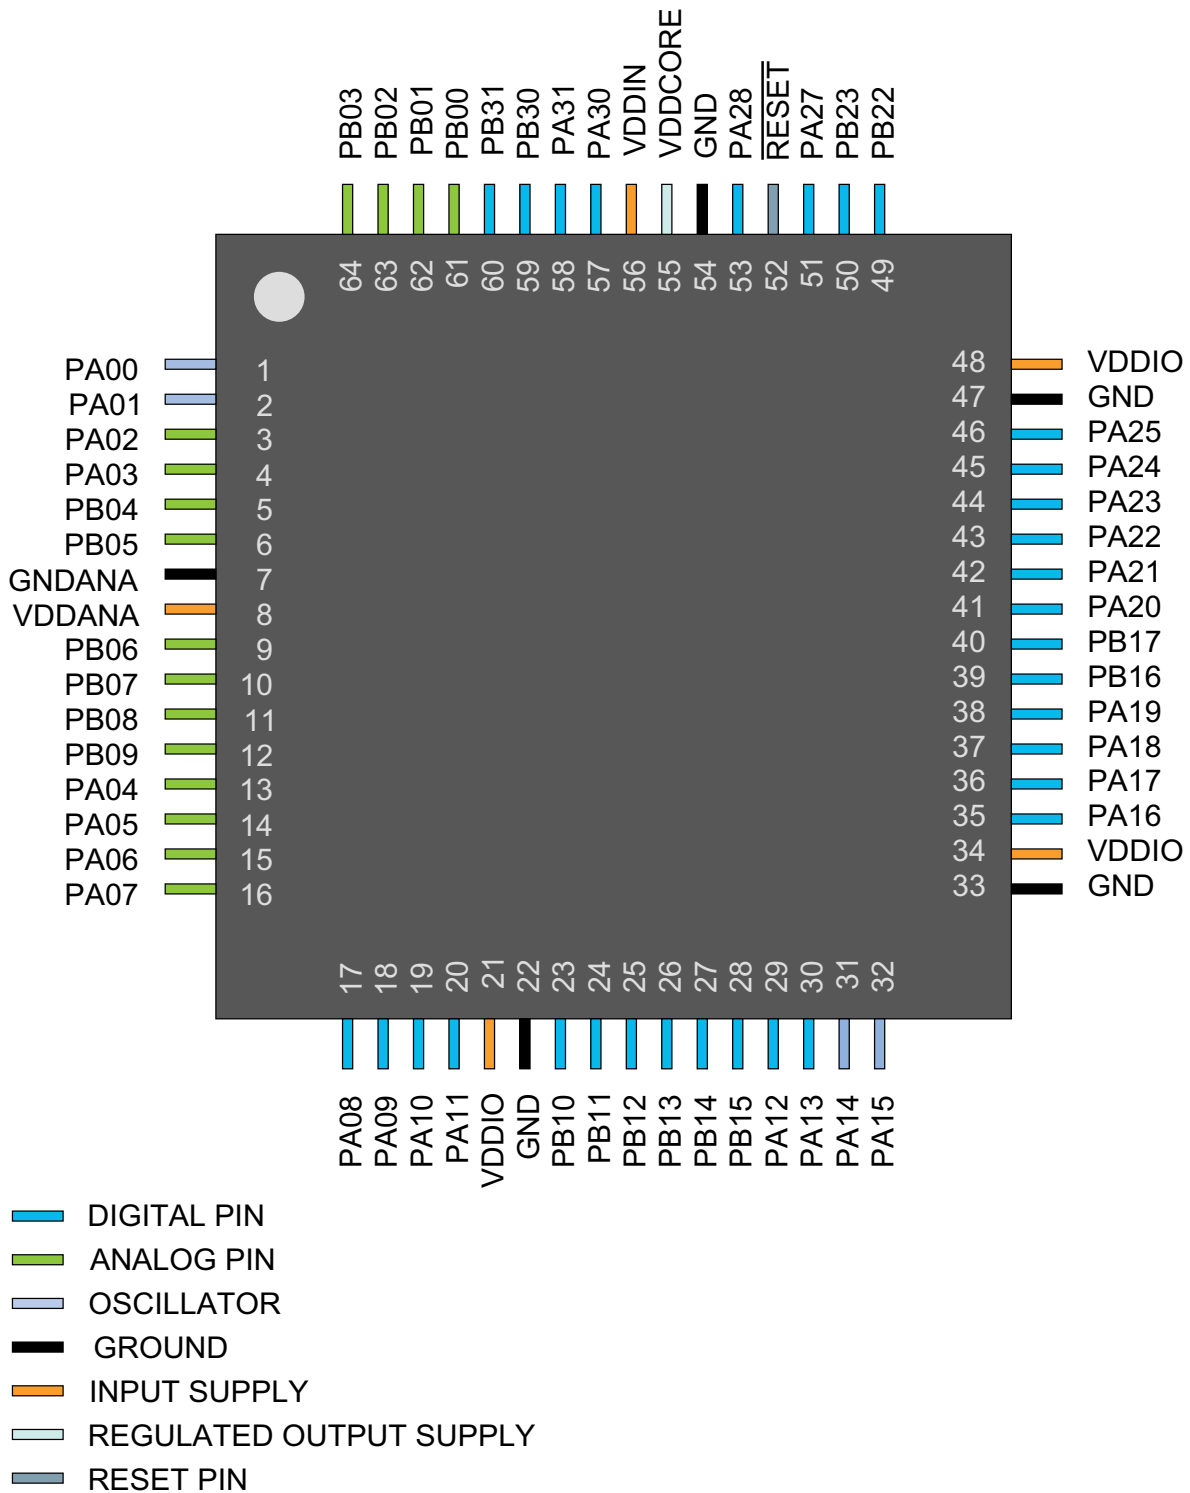 PB03
PB02
PB01
PB00
PB31
PB30
PA31
PA30
VDDIN
VDDCORE
GND
PA28
RESET
PA27
PB23
PB22
64 63 62 61 60 59 58 57 56 55 54 53 52 51 50 49
PA00 1
PA01 2
PA02 3
PA03 4
PB04 5
PB05 6
GNDANA 7
VDDANA 8
PB06 9
PB07 10
PB08 11
PB09 12
PA04 13
PA05 14
PA06 15
PA07 16
48 VDDIO
47 GND
46 PA25
45 PA24
44 PA23
43 PA22
42 PA21
41 PA20
40 PB17
39 PB16
38 PA19
37 PA18
36 PA17
35 PA16
34 VDDIO
33 GND
17 18 19 20 21 22 23 24 25 26 27 28 29 30 31 32
PA08
PA09
PA10
PA11
VDDIO
GND
PB10
PB11
PB12
PB13
PB14
PB15
PA12
PA13
PA14
PA15
DIGITAL PIN
ANALOG PIN
OSCILLATOR
GROUND
INPUT SUPPLY
REGULATED OUTPUT SUPPLY
RESET PIN